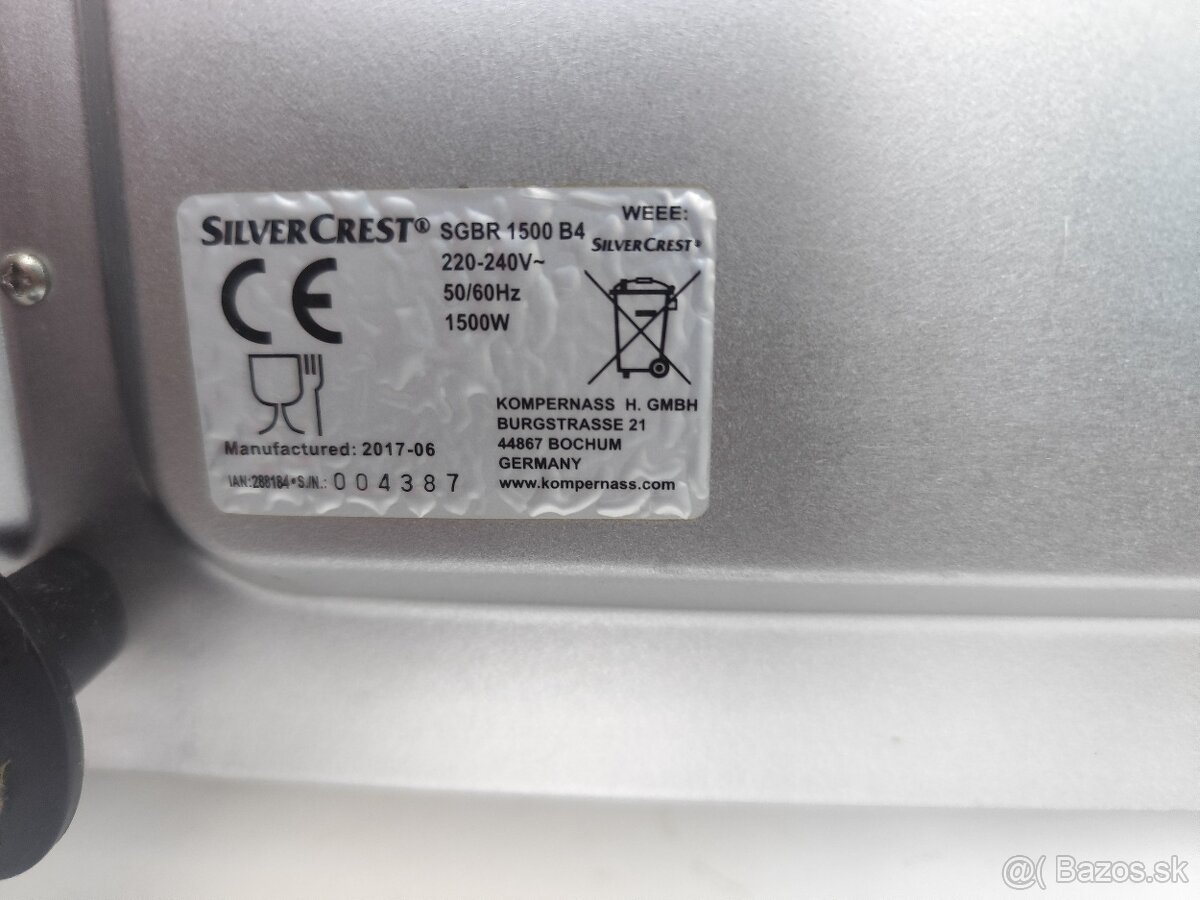 SILVERCREST® SGBR 1500 B4
220-240V~
50/60Hz
1500W
CE
WEEE:
SILVERCREST®
Manufactured: 2017-06
IAN:288184•S./N.: 004387
KOMPERNASS H. GMBH
BURGSTRASSE 21
44867 BOCHUM
GERMANY
www.kompernass.com
@( Bazos.sk